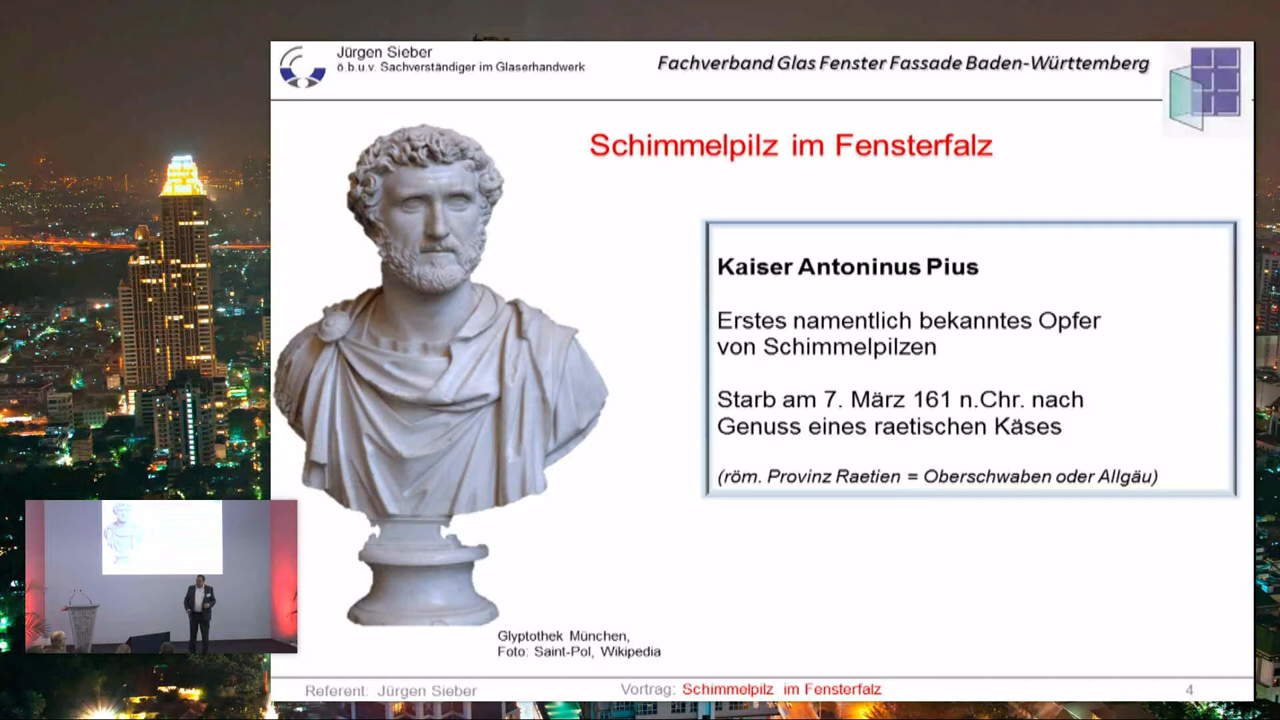 Jürgen Sieber
ö.b.u.v. Sachverständiger im Glaserhandwerk
Fachverband Glas Fenster Fassade Baden-Württemberg
Schimmelpilz im Fensterfalz
Kaiser Antoninus Pius
Erstes namentlich bekanntes Opfer
von Schimmelpilzen
Starb am 7. März 161 n.Chr. nach
Genuss eines raetischen Käses
(röm. Provinz Raetien = Oberschwaben oder Allgäu)
Glyptothek München,
Foto: Saint-Pol, Wikipedia
Referent: Jürgen Sieber
Vortrag: Schimmelpilz im Fensterfalz
4